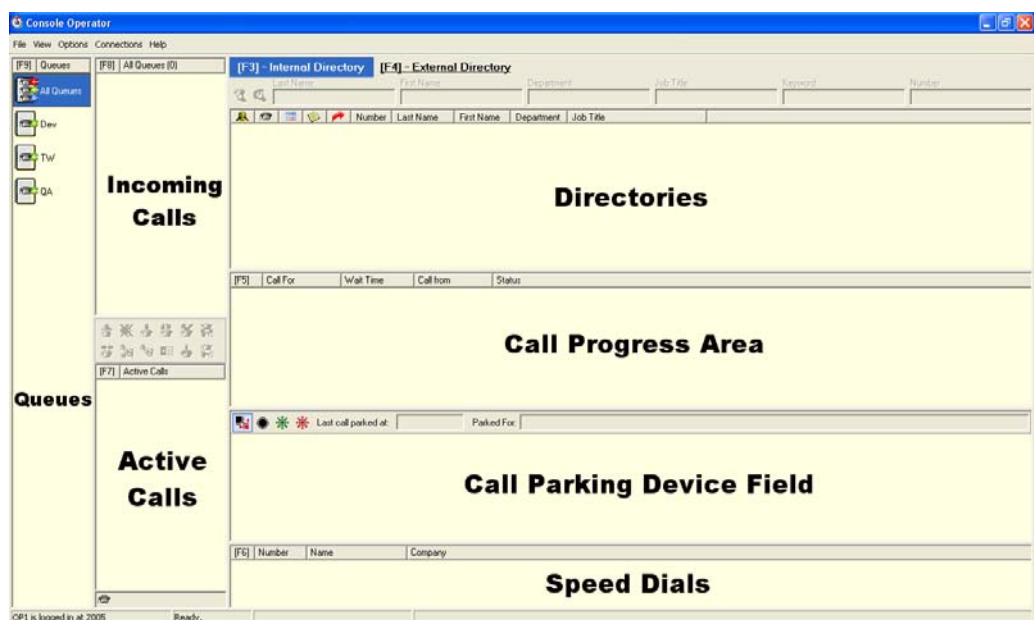 Console Operator
File View Options Connections Help
[F9] Queues
All Queues
Dev
TW
QA
Queues
[F8] All Queues (0)
Incoming
Calls
[F7] Active Calls
Active
Calls
[F3] - Internal Directory [F4] - External Directory
Last Name First Name Department Job Title Keyword Number
Number Last Name First Name Department Job Title
Directories
[F5] Call For Wait Time Call from Status
Call Progress Area
Last call parked at: Parked For:
Call Parking Device Field
[F6] Number Name Company
Speed Dials
OP1 is logged in at 2005 Ready.